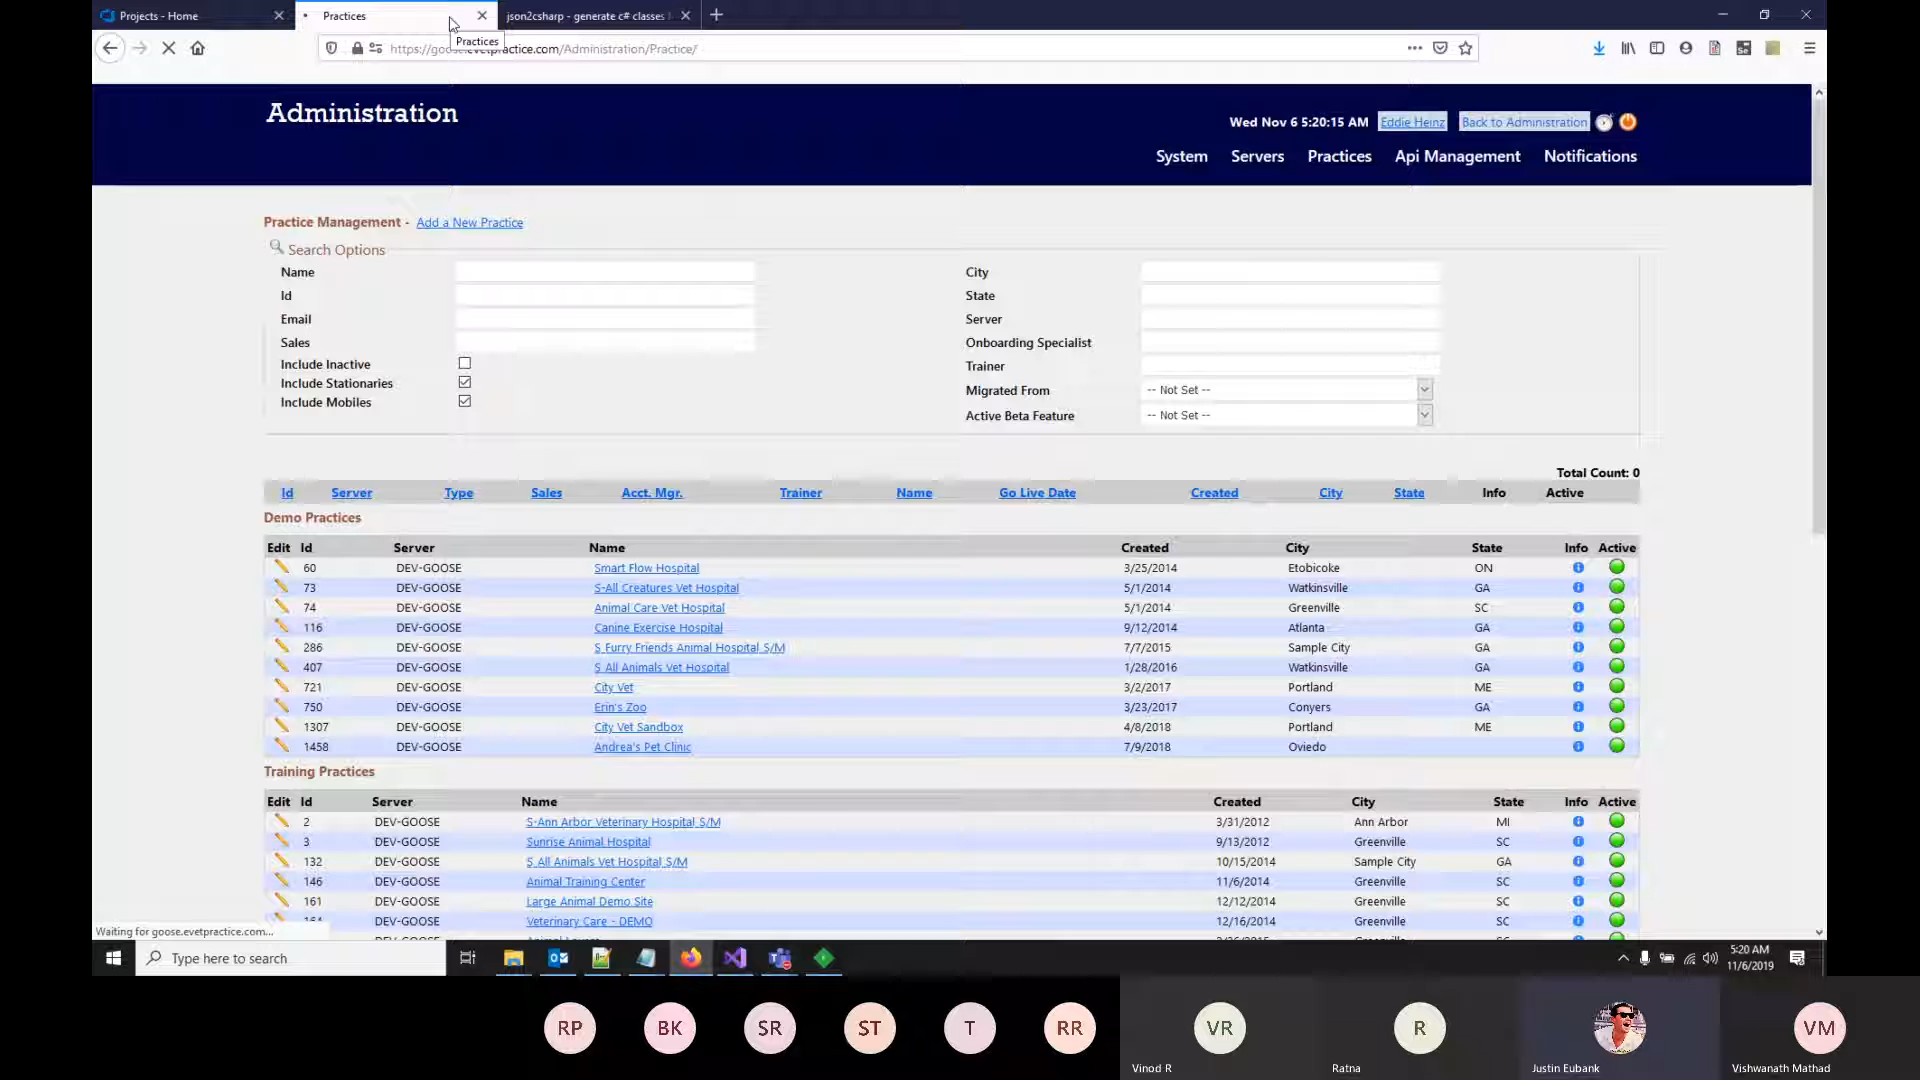 Projects - Home
Practices
json2csharp - generate c# classes
Practices
https://goose.evetpractice.com/Administration/Practice/
Administration
Wed Nov 6 5:20:15 AM Eddie Heinz Back to Administration
System Servers Practices Api Management Notifications
Practice Management - Add a New Practice
Search Options
Name City
Id State
Email Server
Sales Onboarding Specialist
Include Inactive Trainer
Include Stationaries Migrated From -- Not Set --
Include Mobiles Active Beta Feature -- Not Set --
Total Count: 0
Id Server Type Sales Acct. Mgr. Trainer Name Go Live Date Created City State Info Active
Demo Practices
Edit Id Server Name Created City State Info Active
60 DEV-GOOSE Smart Flow Hospital 3/25/2014 Etobicoke ON
73 DEV-GOOSE S-All Creatures Vet Hospital 5/1/2014 Watkinsville GA
74 DEV-GOOSE Animal Care Vet Hospital 5/1/2014 Greenville SC
116 DEV-GOOSE Canine Exercise Hospital 9/12/2014 Atlanta GA
286 DEV-GOOSE S Furry Friends Animal Hospital S/M 7/7/2015 Sample City GA
407 DEV-GOOSE S All Animals Vet Hospital 1/28/2016 Watkinsville GA
721 DEV-GOOSE City Vet 3/2/2017 Portland ME
750 DEV-GOOSE Erin's Zoo 3/23/2017 Conyers GA
1307 DEV-GOOSE City Vet Sandbox 4/8/2018 Portland ME
1458 DEV-GOOSE Andrea's Pet Clinic 7/9/2018 Oviedo
Training Practices
Edit Id Server Name Created City State Info Active
2 DEV-GOOSE S-Ann Arbor Veterinary Hospital S/M 3/31/2012 Ann Arbor MI
3 DEV-GOOSE Sunrise Animal Hospital 9/13/2012 Greenville SC
132 DEV-GOOSE S All Animals Vet Hospital S/M 10/15/2014 Sample City GA
146 DEV-GOOSE Animal Training Center 11/6/2014 Greenville SC
161 DEV-GOOSE Large Animal Demo Site 12/12/2014 Greenville SC
164 DEV-GOOSE Veterinary Care - DEMO 12/16/2014 Greenville SC
Waiting for goose.evetpractice.com...
Type here to search
5:20 AM
11/6/2019
RP BK SR ST T RR VR R VM
Vinod R Ratna Justin Eubank Vishwanath Mathad